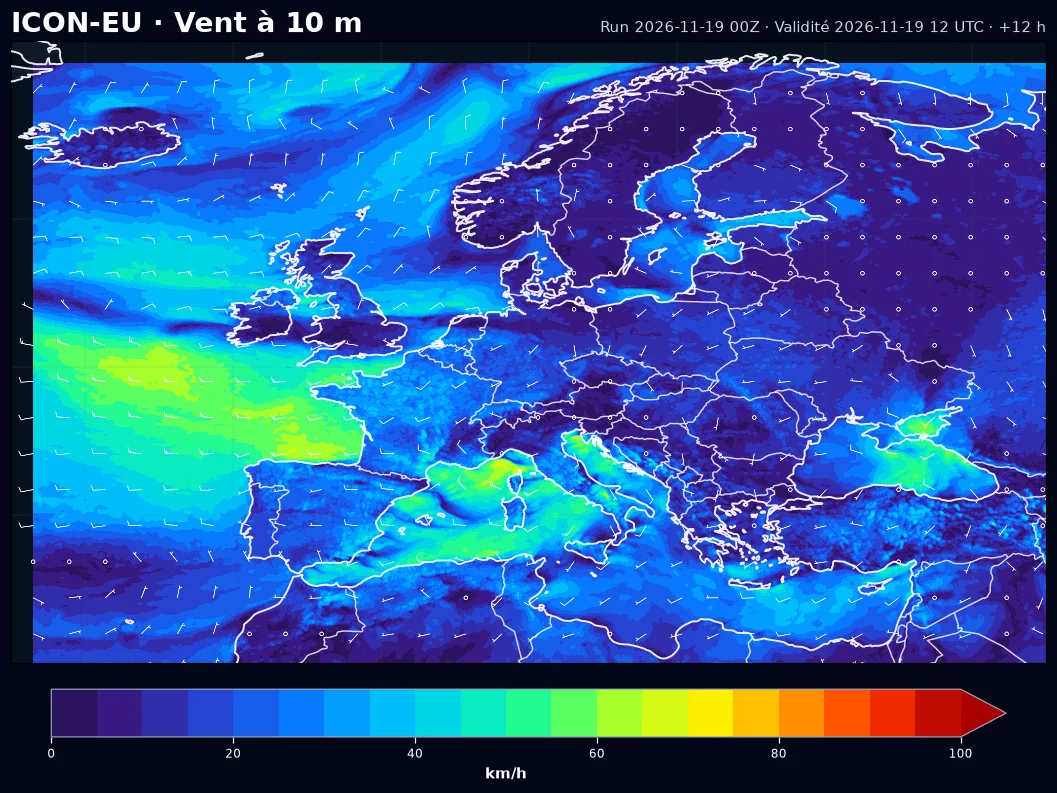 ICON-EU · Vent à 10 m
Run 2026-11-19 00Z · Validité 2026-11-19 12 UTC · +12 h
0 20 40 60 80 100
km/h